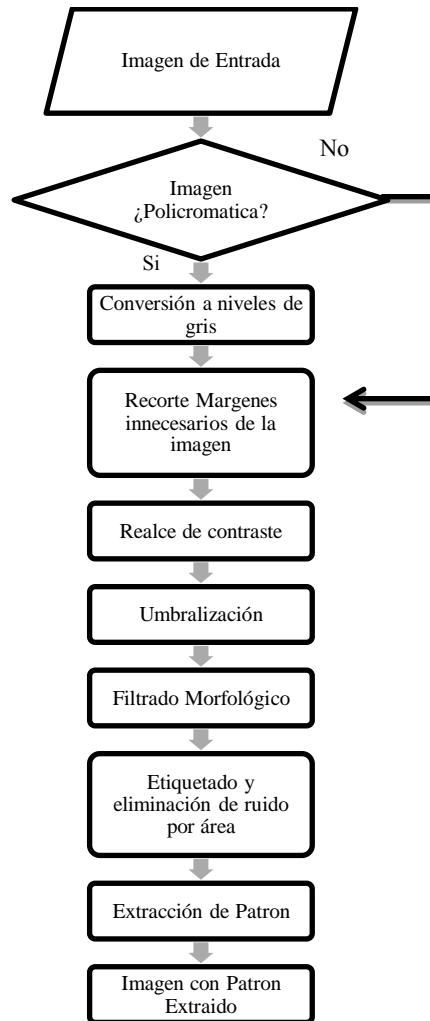 Imagen de Entrada
No
Imagen
¿Policromatica?
Si
Conversión a niveles de
gris
Recorte Margenes
innecesarios de la
imagen
Realce de contraste
Umbralización
Filtrado Morfológico
Etiquetado y
eliminación de ruido
por área
Extracción de Patron
Imagen con Patron
Extraido